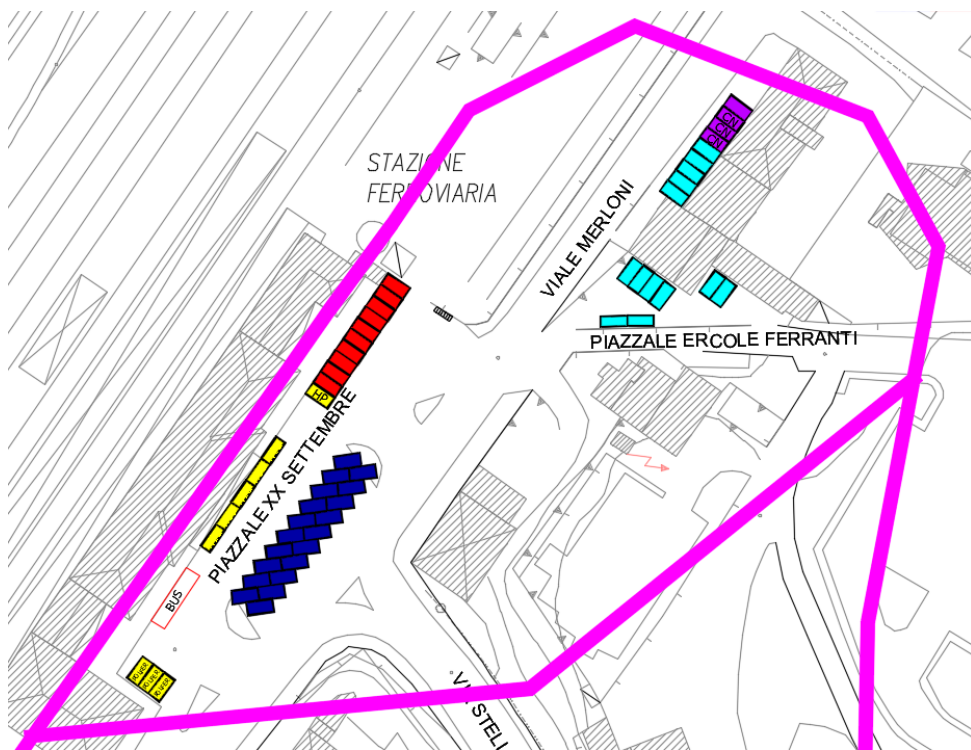 STAZIONE
FERROVIARIA
VIALE MERLONI
PIAZZALE ERCOLE FERRANTI
HP
PIAZZALE XX SETTEMBRE
BUS